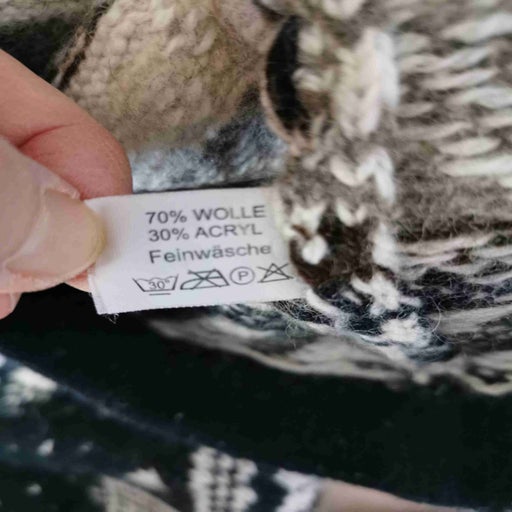 70% WOLLE
30% ACRYL
Feinwäsche
30° P